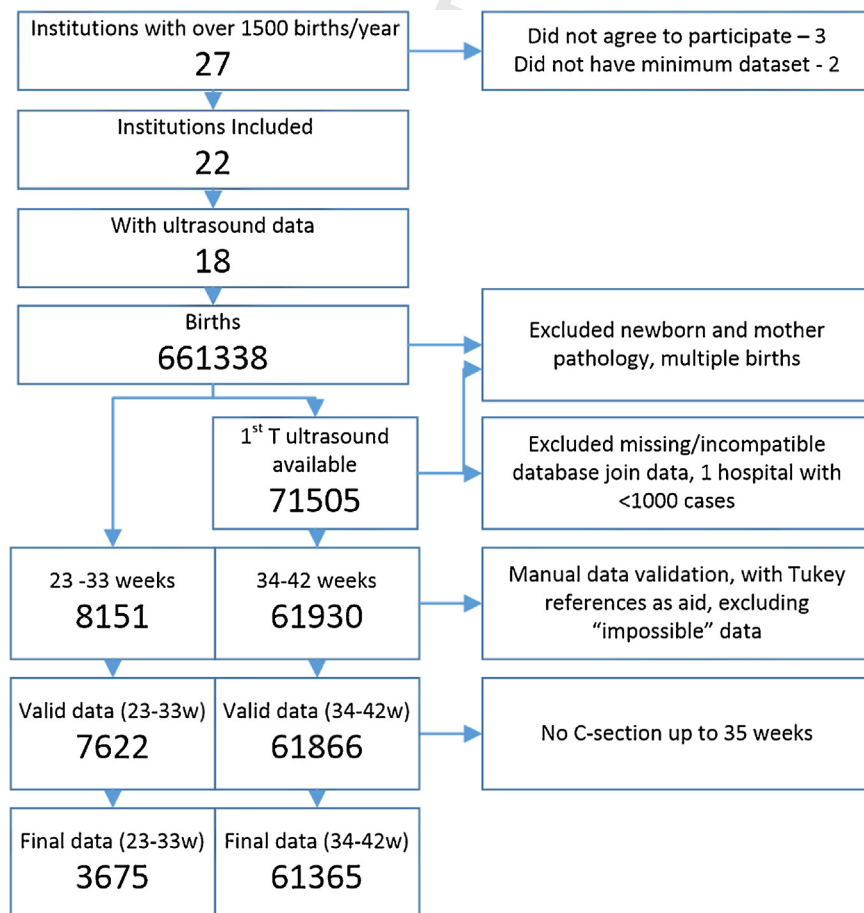 Institutions with over 1500 births/year
27
Did not agree to participate – 3
Did not have minimum dataset - 2
Institutions Included
22
With ultrasound data
18
Births
661338
Excluded newborn and mother
pathology, multiple births
1st T ultrasound
available
71505
Excluded missing/incompatible
database join data, 1 hospital with
<1000 cases
23 -33 weeks
8151
34-42 weeks
61930
Manual data validation, with Tukey
references as aid, excluding
“impossible” data
Valid data (23-33w)
7622
Valid data (34-42w)
61866
No C-section up to 35 weeks
Final data (23-33w)
3675
Final data (34-42w)
61365